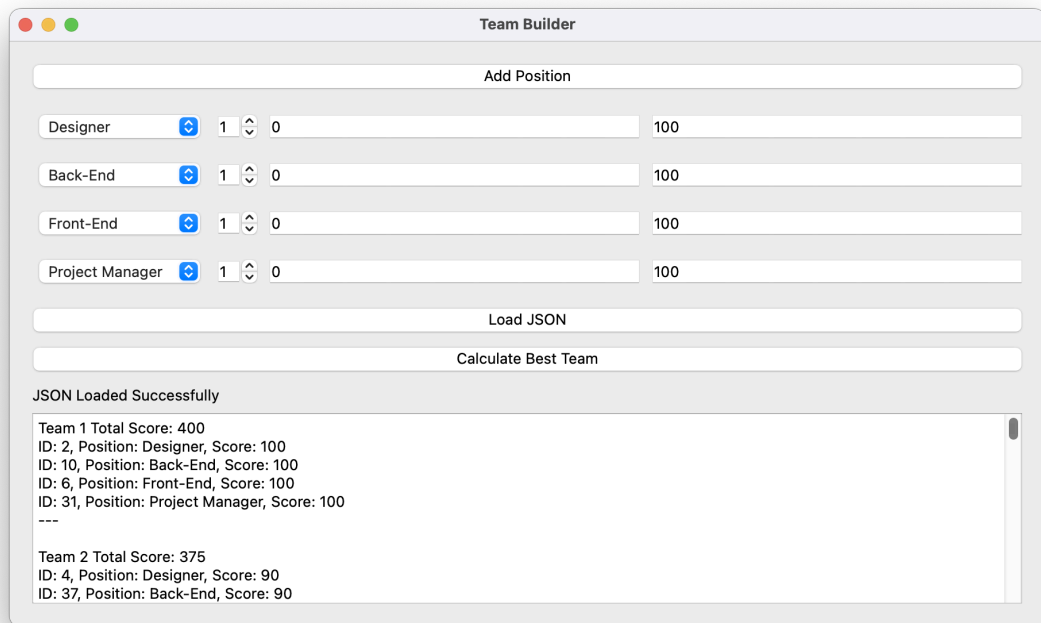 Team Builder
Add Position
Designer 1 0 100
Back-End 1 0 100
Front-End 1 0 100
Project Manager 1 0 100
Load JSON
Calculate Best Team
JSON Loaded Successfully
Team 1 Total Score: 400
ID: 2, Position: Designer, Score: 100
ID: 10, Position: Back-End, Score: 100
ID: 6, Position: Front-End, Score: 100
ID: 31, Position: Project Manager, Score: 100
---
Team 2 Total Score: 375
ID: 4, Position: Designer, Score: 90
ID: 37, Position: Back-End, Score: 90